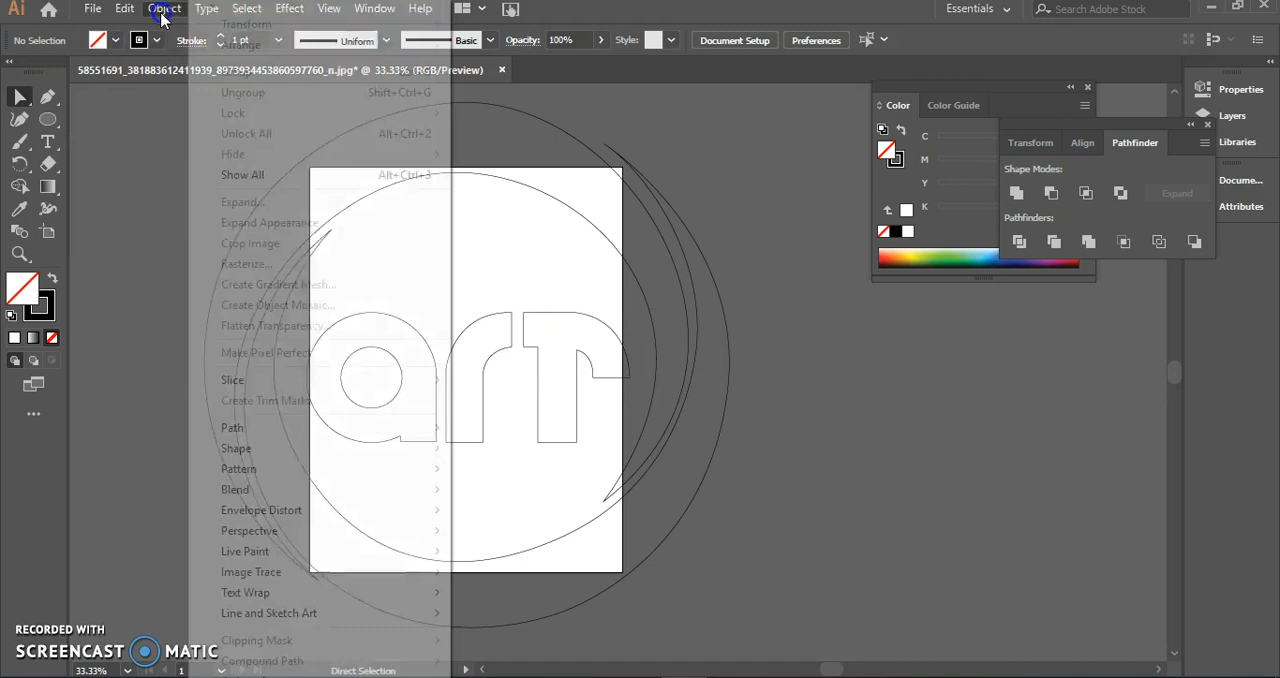 Ai File Edit Object Type Select Effect View Window Help Essentials Search Adobe Stock
No Selection Stroke: 1 pt Uniform Basic Opacity: 100% Style: Document Setup Preferences
58551691_381883612411939_8973934453860597760_n.jpg* @ 33.33% (RGB/Preview)
Transform
Arrange
Ungroup Shift+Ctrl+G
Lock
Unlock All Alt+Ctrl+2
Hide
Show All Alt+Ctrl+3
Expand...
Expand Appearance
Crop Image
Rasterize...
Create Gradient Mesh...
Create Object Mosaic...
Flatten Transparency...
Make Pixel Perfect
Slice
Create Trim Marks
Path
Shape
Pattern
Blend
Envelope Distort
Perspective
Live Paint
Image Trace
Text Wrap
Line and Sketch Art
Clipping Mask
Compound Path
art
Color Color Guide
C
M
Y
K
Transform Align Pathfinder
Shape Modes:
Expand
Pathfinders:
Properties
Layers
Libraries
Docume...
Attributes
RECORDED WITH
SCREENCAST MATIC
33.33% 1 Direct Selection